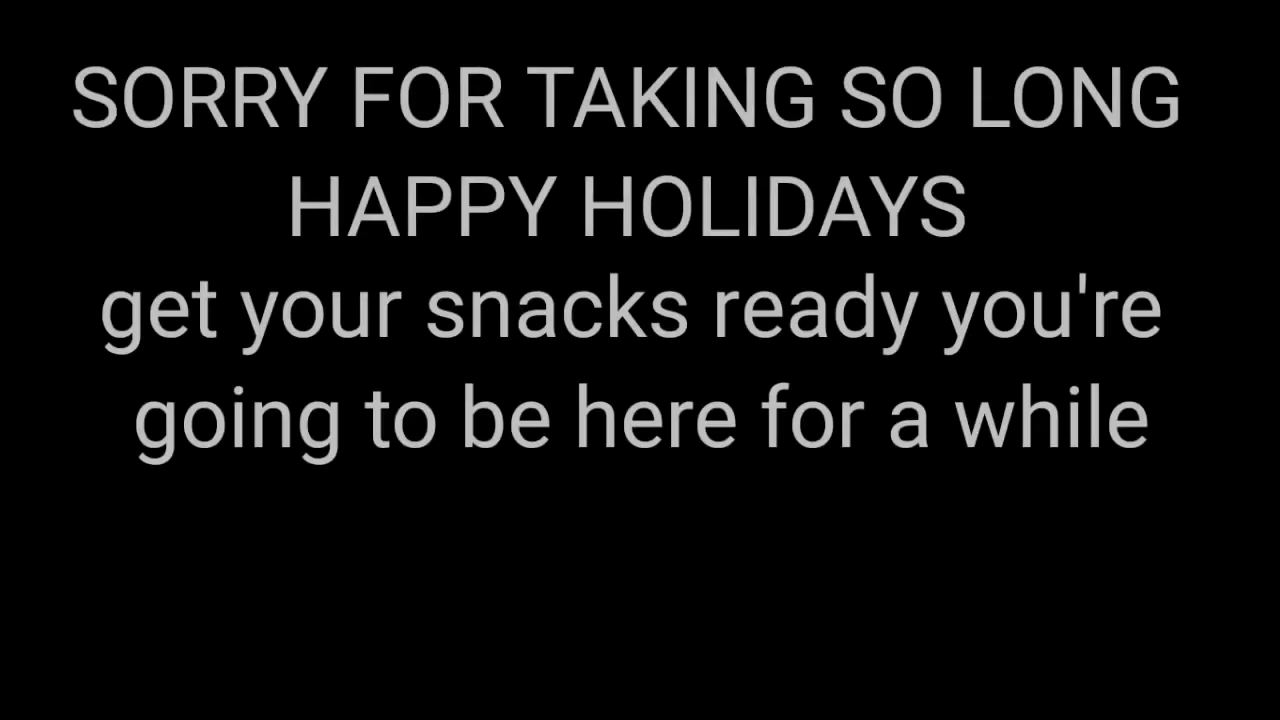 SORRY FOR TAKING SO LONG
HAPPY HOLIDAYS
get your snacks ready you're
going to be here for a while